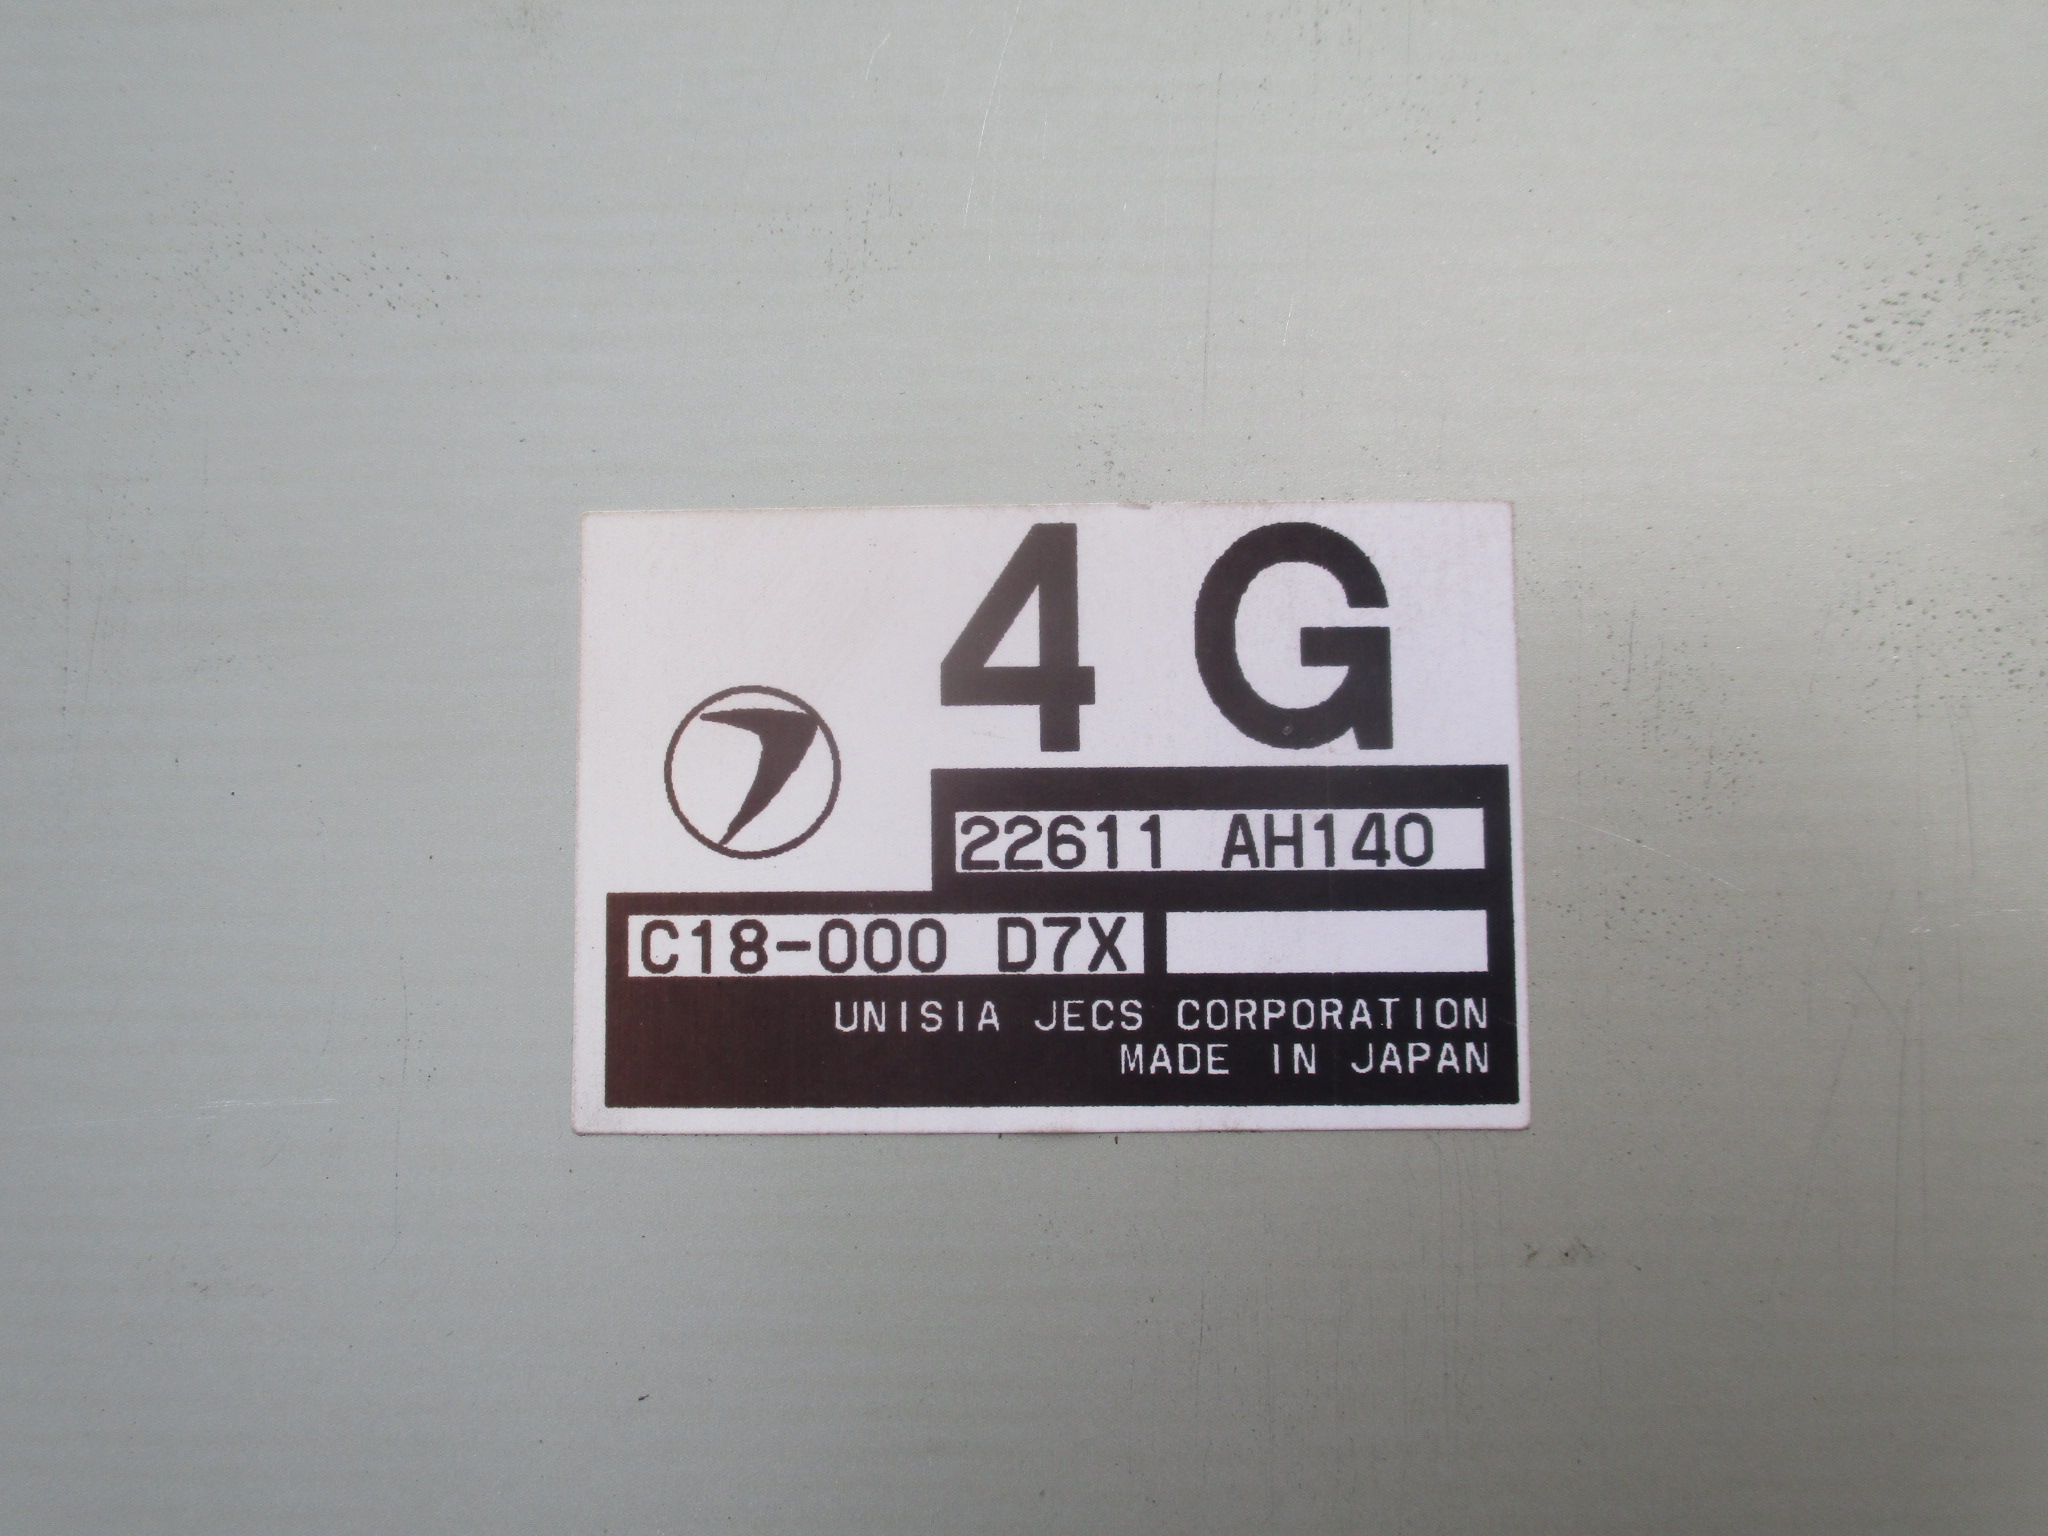 4 G
22611 AH140
C18-000 D7X
UNISIA JECS CORPORATION
MADE IN JAPAN